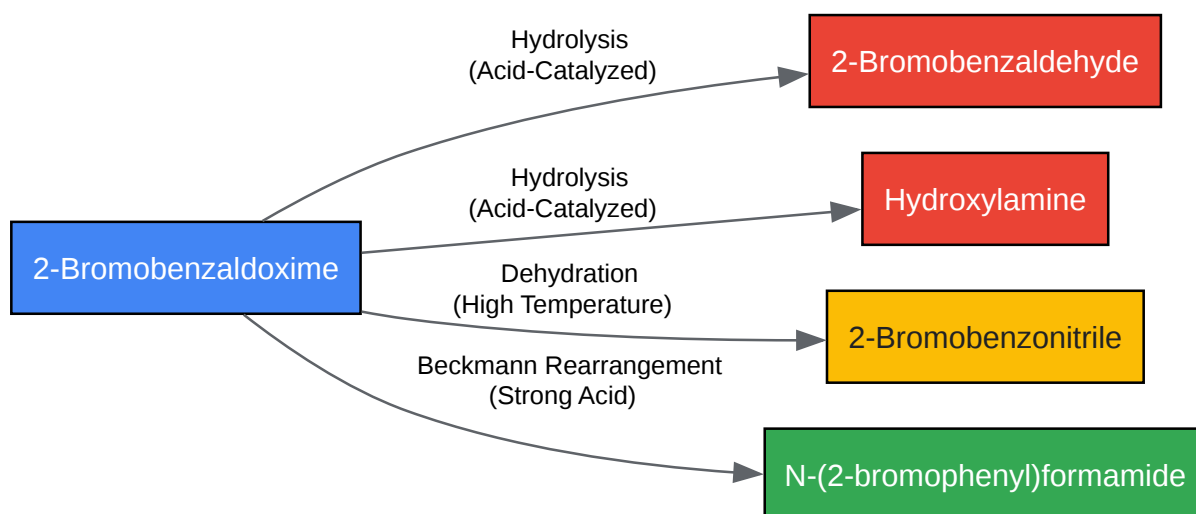 Hydrolysis
(Acid-Catalyzed)
2-Bromobenzaldehyde
Hydrolysis
(Acid-Catalyzed)
Hydroxylamine
2-Bromobenzaldoxime
Dehydration
(High Temperature)
2-Bromobenzonitrile
Beckmann Rearrangement
(Strong Acid)
N-(2-bromophenyl)formamide